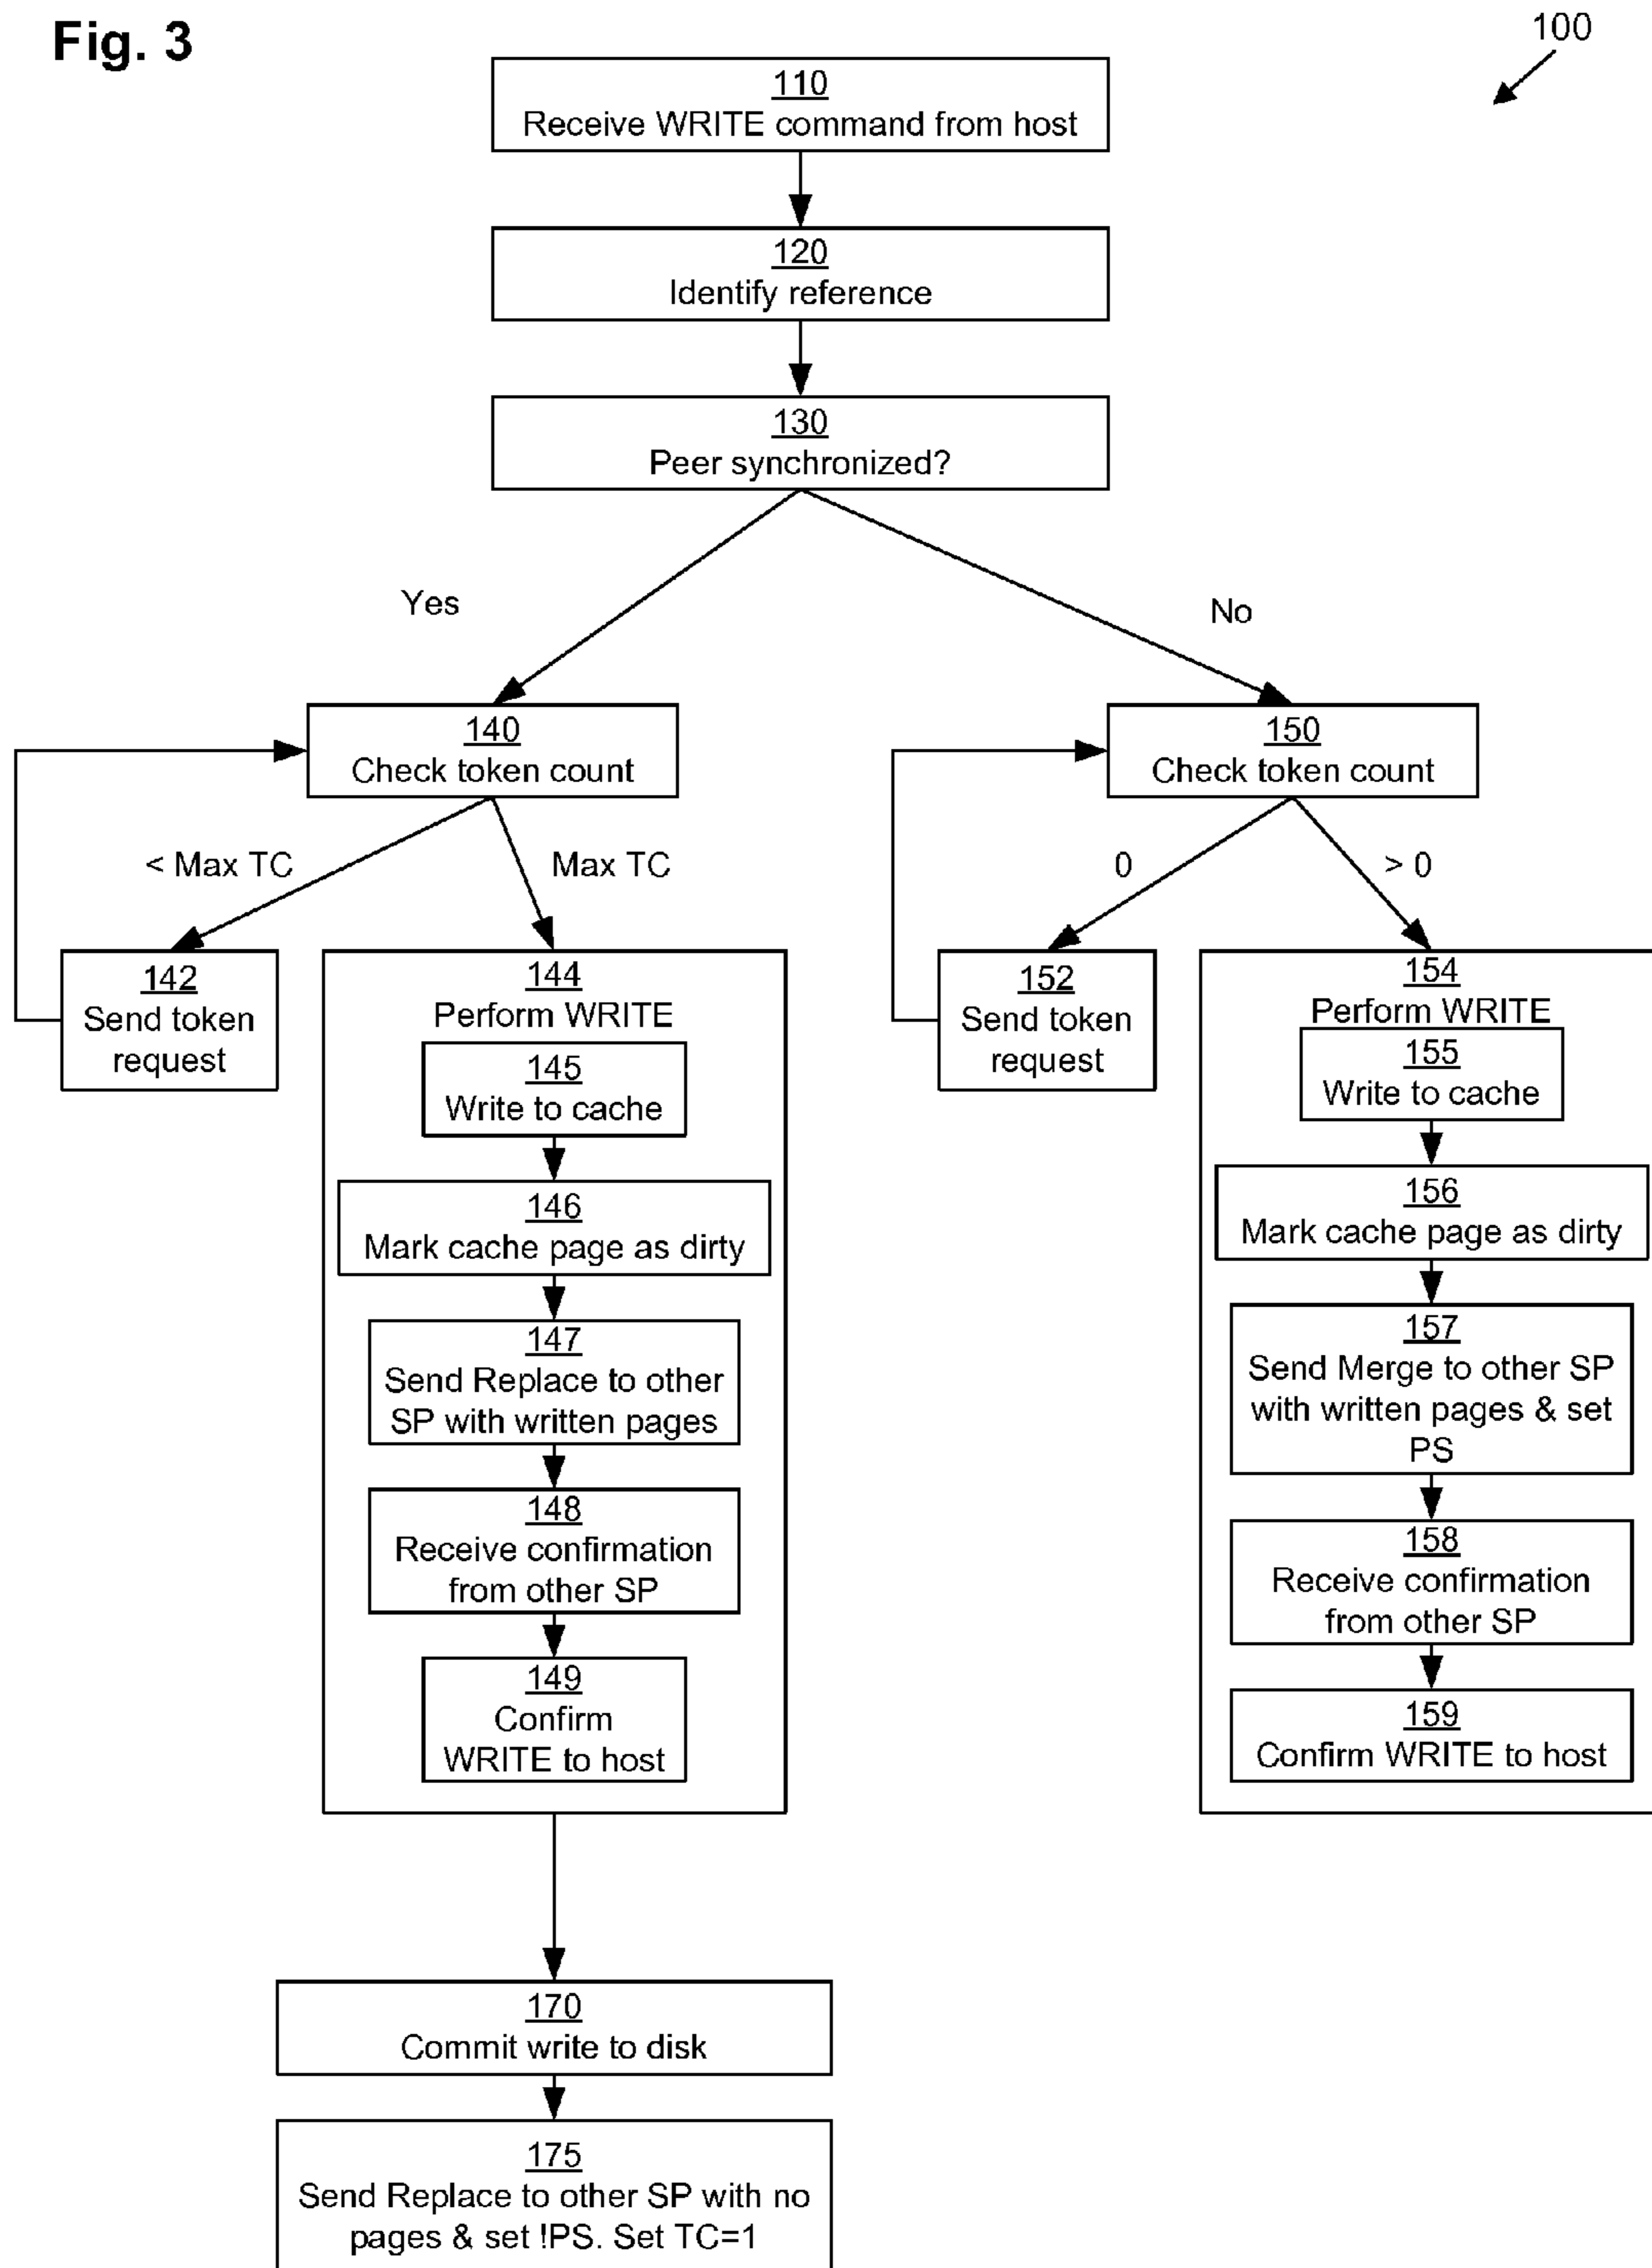 Fig. 3
100
110
Receive WRITE command from host
120
Identify reference
130
Peer synchronized?
Yes
No
140
Check token count
150
Check token count
< Max TC
Max TC
0
> 0
142
Send token
request
144
Perform WRITE
145
Write to cache
146
Mark cache page as dirty
147
Send Replace to other
SP with written pages
148
Receive confirmation
from other SP
149
Confirm
WRITE to host
152
Send token
request
154
Perform WRITE
155
Write to cache
156
Mark cache page as dirty
157
Send Merge to other SP
with written pages & set
PS
158
Receive confirmation
from other SP
159
Confirm WRITE to host
170
Commit write to disk
175
Send Replace to other SP with no
pages & set !PS. Set TC=1